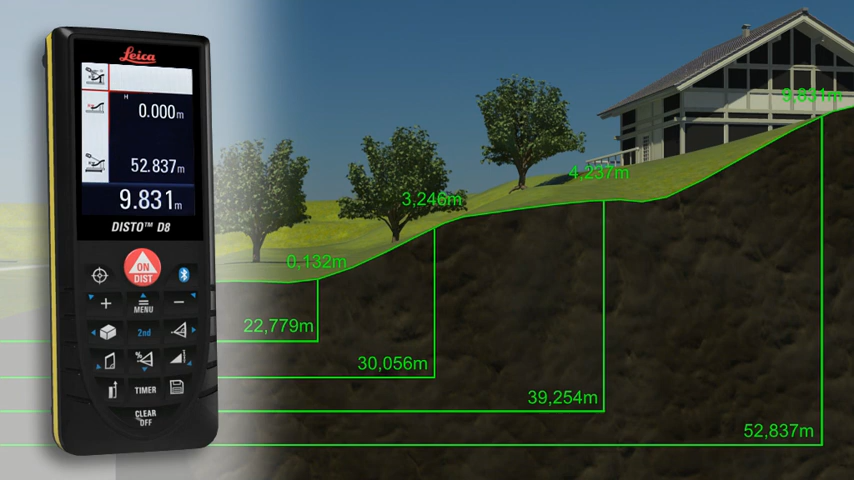 Leica
H
0.000m
52.837m
9.831m
DISTO™ D8
ON
DIST
+
=
−
MENU
2nd
%
TIMER
CLEAR
OFF
0,132m
3,246m
4,237m
9,831m
22,779m
30,056m
39,254m
52,837m